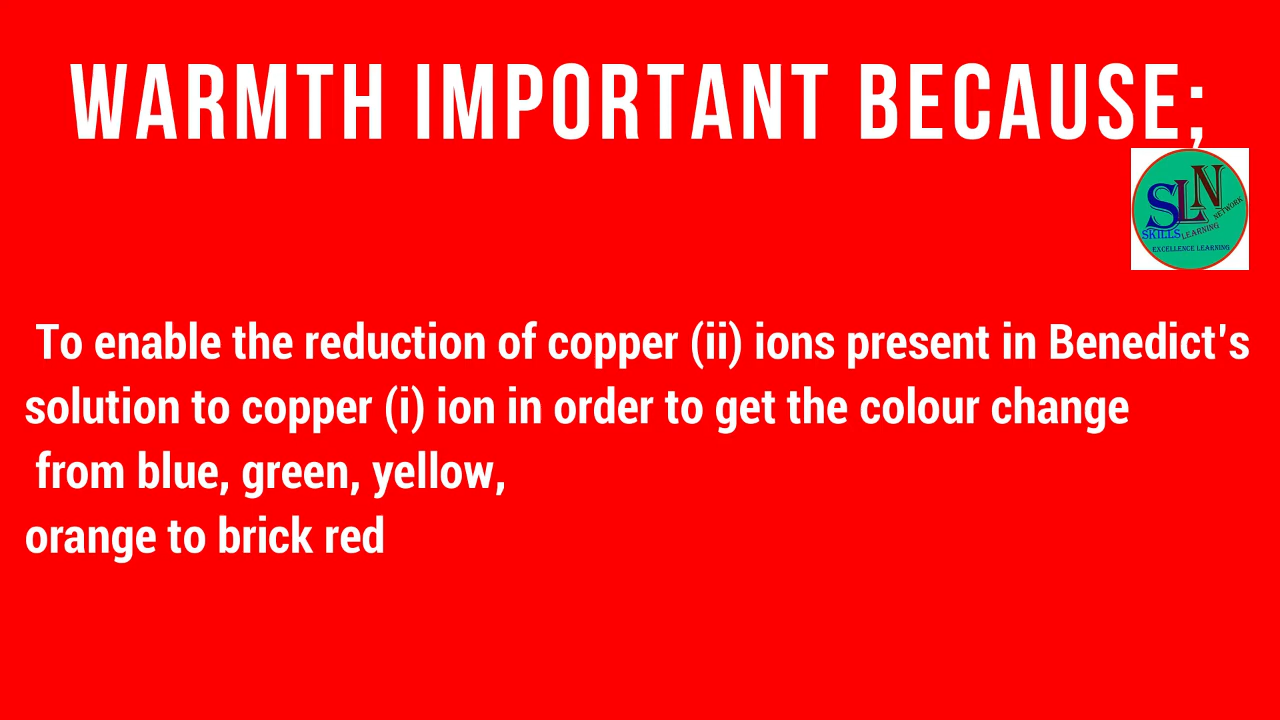 WARMTH IMPORTANT BECAUSE;
SLN
SKILLS LEARNING NETWORK
EXCELLENCE LEARNING
To enable the reduction of copper (ii) ions present in Benedict's
solution to copper (i) ion in order to get the colour change
from blue, green, yellow,
orange to brick red